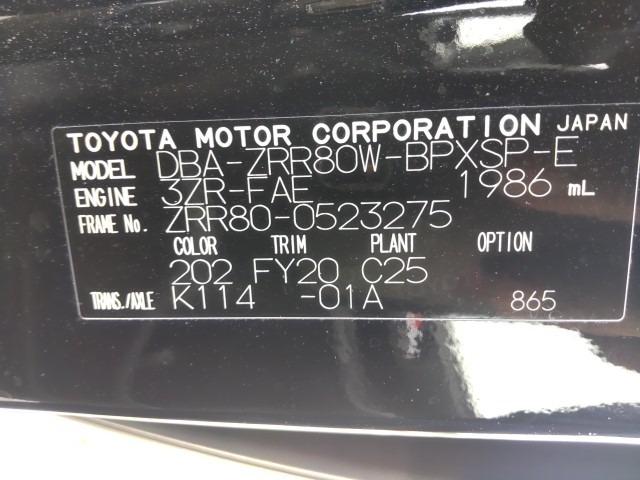 TOYOTA MOTOR CORPORATION JAPAN
MODEL DBA-ZRR80W-BPXSP-E
ENGINE 3ZR-FAE 1986 mL
FRAME No. ZRR80-0523275
COLOR TRIM PLANT OPTION
202 FY20 C25
TRANS./AXLE K114 -01A 865